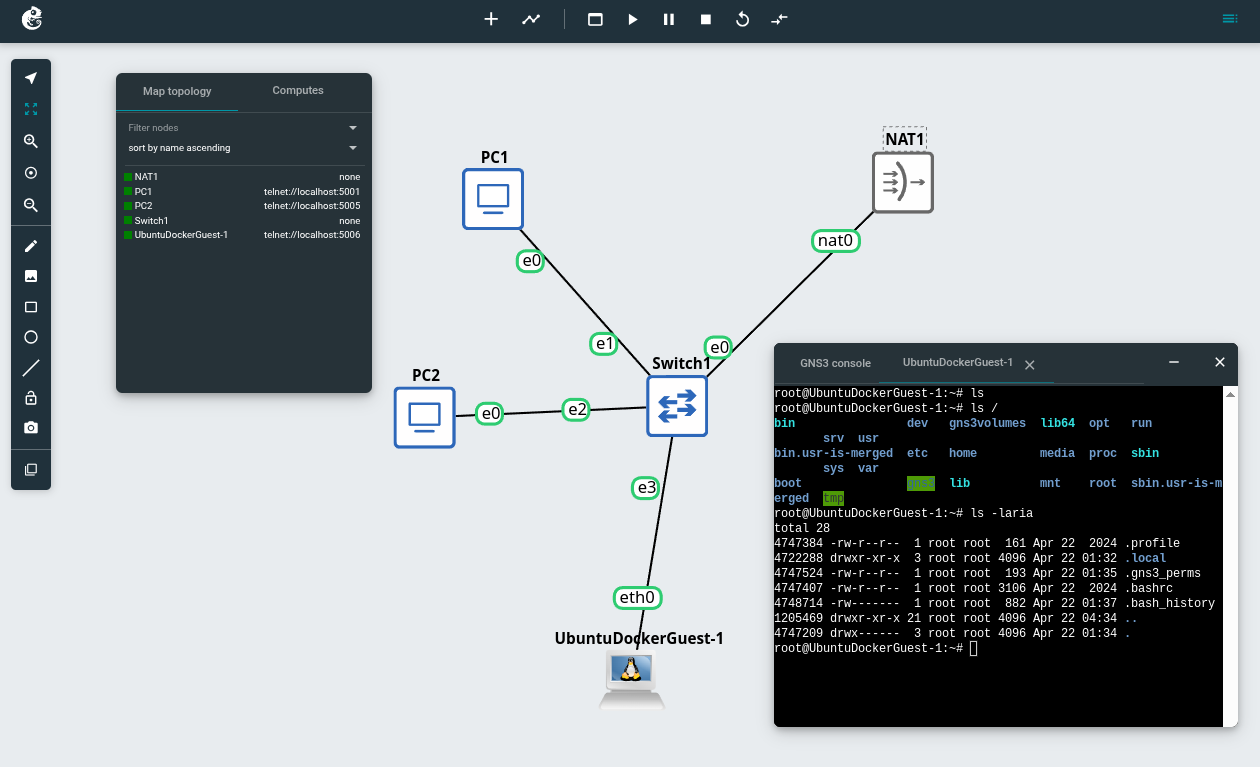 Map topology Computes
Filter nodes
sort by name ascending
NAT1 none
PC1 telnet://localhost:5001
PC2 telnet://localhost:5005
Switch1 none
UbuntuDockerGuest-1 telnet://localhost:5006
NAT1
PC1
nat0
e0
e1
e0
Switch1
PC2
e0
e2
e3
eth0
UbuntuDockerGuest-1
GNS3 console UbuntuDockerGuest-1
root@UbuntuDockerGuest-1:~# ls
root@UbuntuDockerGuest-1:~# ls /
bin dev gns3volumes lib64 opt run
srv usr
bin.usr-is-merged etc home media proc sbin
sys var
boot gns3 lib mnt root sbin.usr-is-m
erged tmp
root@UbuntuDockerGuest-1:~# ls -laria
total 28
4747384 -rw-r--r-- 1 root root 161 Apr 22 2024 .profile
4722288 drwxr-xr-x 3 root root 4096 Apr 22 01:32 .local
4747524 -rw-r--r-- 1 root root 193 Apr 22 01:35 .gns3_perms
4747407 -rw-r--r-- 1 root root 3106 Apr 22 2024 .bashrc
4748714 -rw------- 1 root root 882 Apr 22 01:37 .bash_history
1205469 drwxr-xr-x 21 root root 4096 Apr 22 04:34 ..
4747209 drwx------ 3 root root 4096 Apr 22 01:34 .
root@UbuntuDockerGuest-1:~#